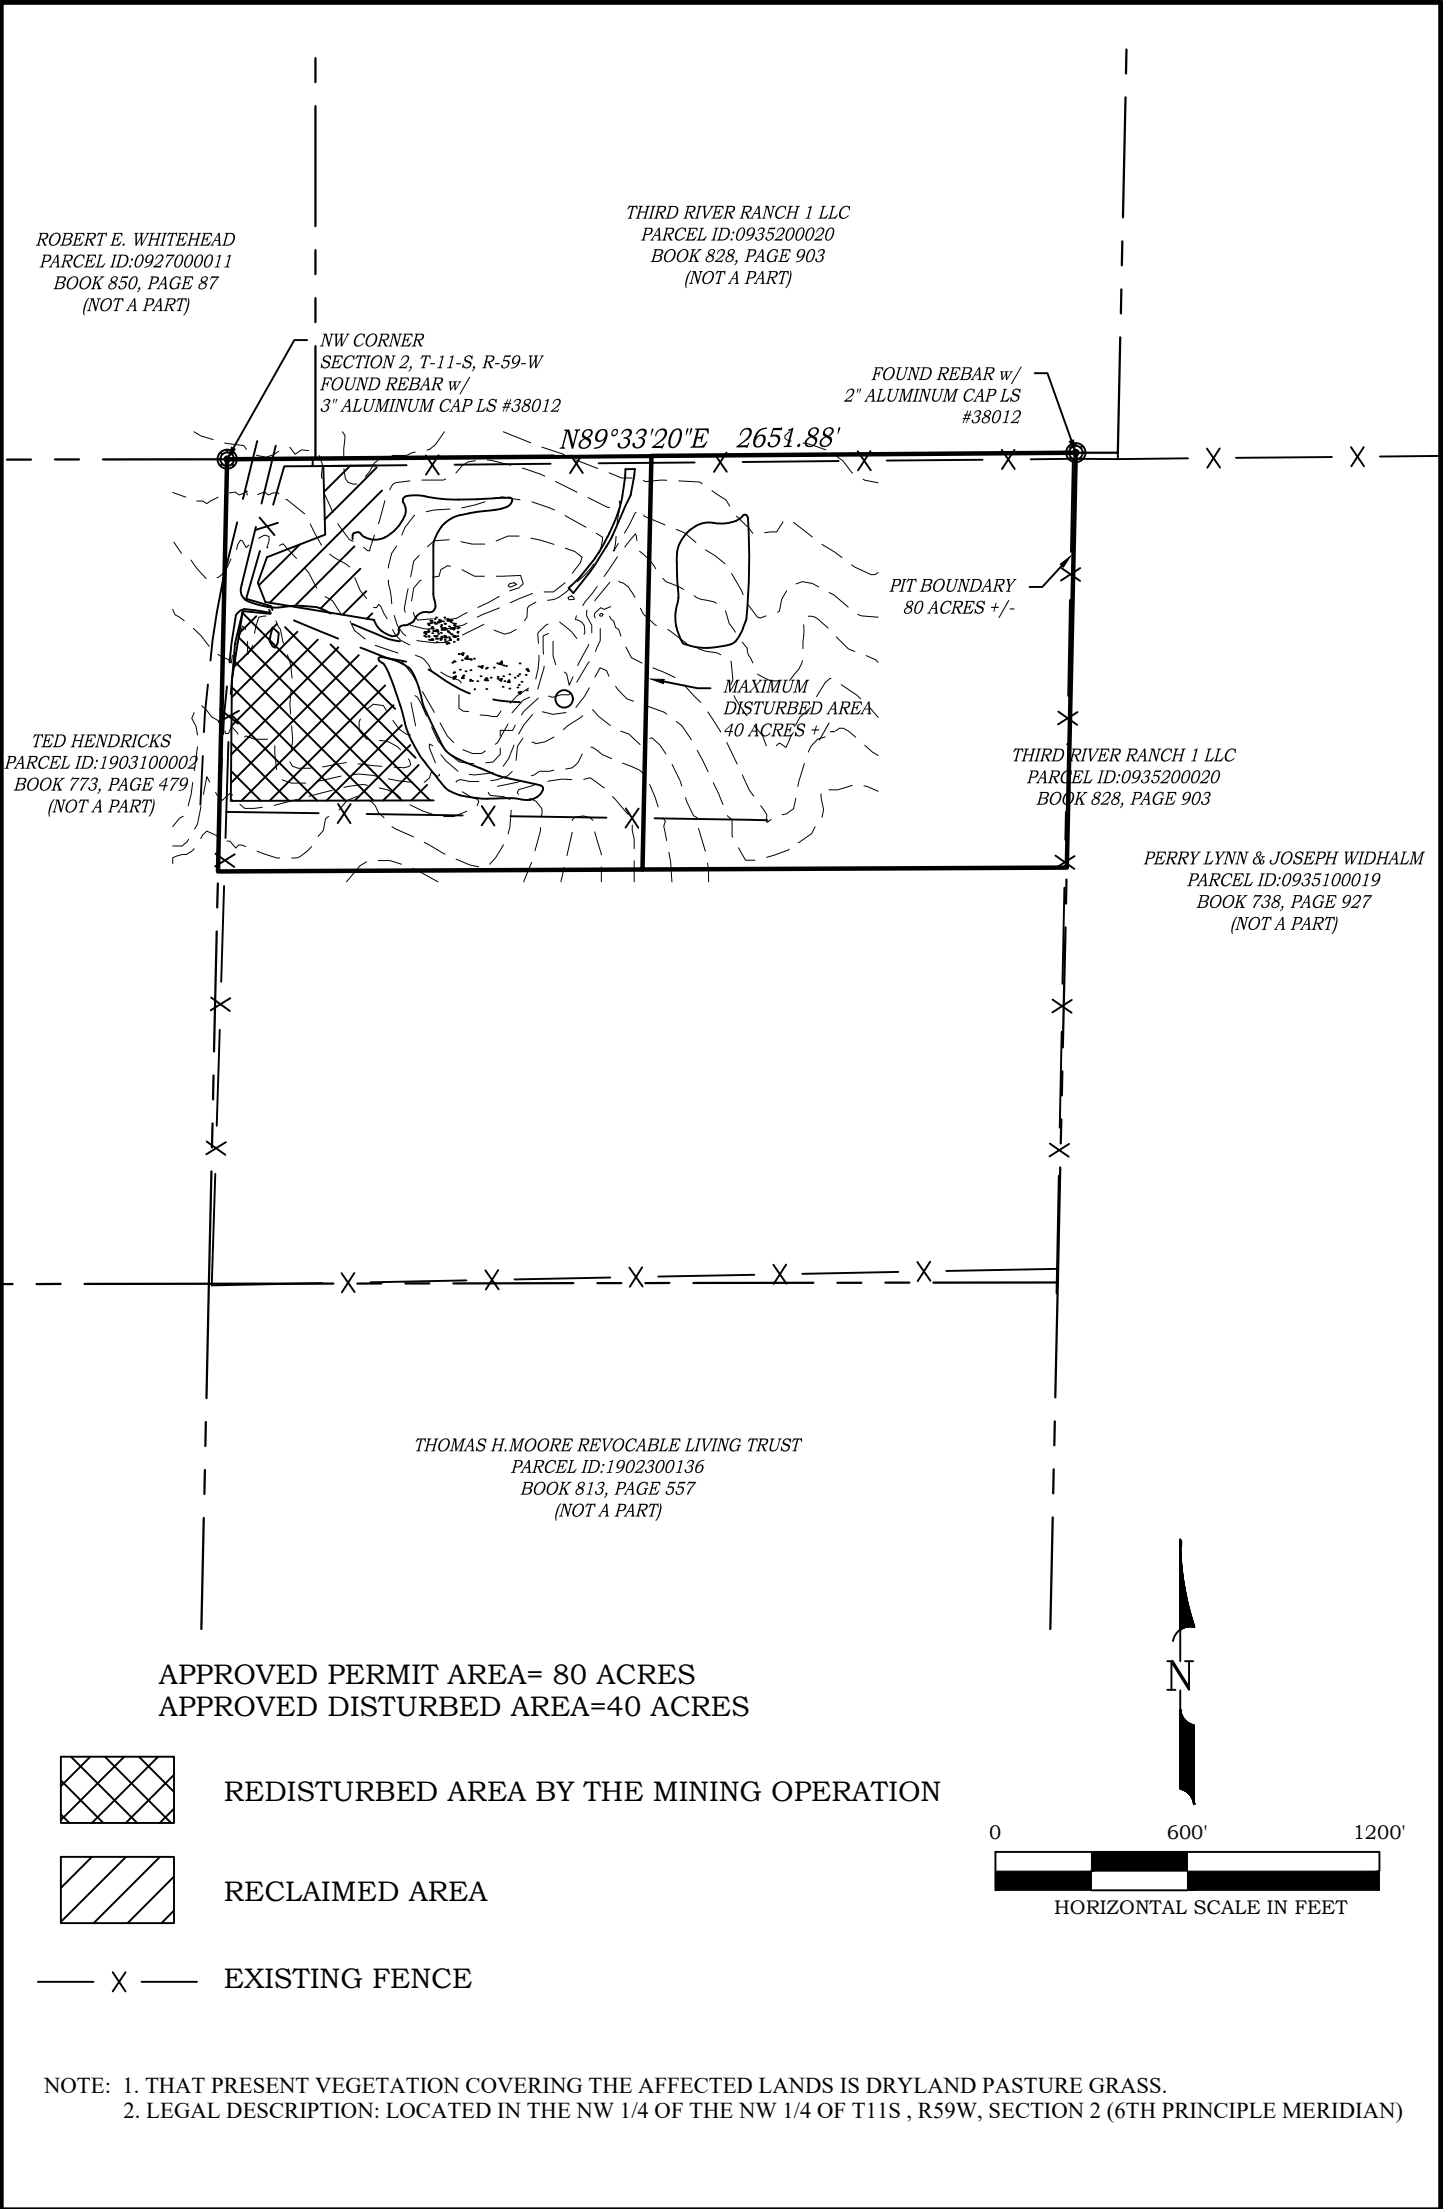 THIRD RIVER RANCH 1 LLC
PARCEL ID:0935200020
BOOK 828, PAGE 903
(NOT A PART)
ROBERT E. WHITEHEAD
PARCEL ID:0927000011
BOOK 850, PAGE 87
(NOT A PART)
NW CORNER
SECTION 2, T-11-S, R-59-W
FOUND REBAR w/
3" ALUMINUM CAP LS #38012
FOUND REBAR w/
2" ALUMINUM CAP LS
#38012
N89°33'20"E 2651.88'
PIT BOUNDARY
80 ACRES +/-
MAXIMUM
DISTURBED AREA
40 ACRES +/-
TED HENDRICKS
PARCEL ID:1903100002
BOOK 773, PAGE 479
(NOT A PART)
THIRD RIVER RANCH 1 LLC
PARCEL ID:0935200020
BOOK 828, PAGE 903
PERRY LYNN & JOSEPH WIDHALM
PARCEL ID:0935100019
BOOK 738, PAGE 927
(NOT A PART)
THOMAS H.MOORE REVOCABLE LIVING TRUST
PARCEL ID:1902300136
BOOK 813, PAGE 557
(NOT A PART)
APPROVED PERMIT AREA= 80 ACRES
APPROVED DISTURBED AREA=40 ACRES
N
REDISTURBED AREA BY THE MINING OPERATION
0 600' 1200'
RECLAIMED AREA
HORIZONTAL SCALE IN FEET
X EXISTING FENCE
NOTE: 1. THAT PRESENT VEGETATION COVERING THE AFFECTED LANDS IS DRYLAND PASTURE GRASS.
2. LEGAL DESCRIPTION: LOCATED IN THE NW 1/4 OF THE NW 1/4 OF T11S , R59W, SECTION 2 (6TH PRINCIPLE MERIDIAN)